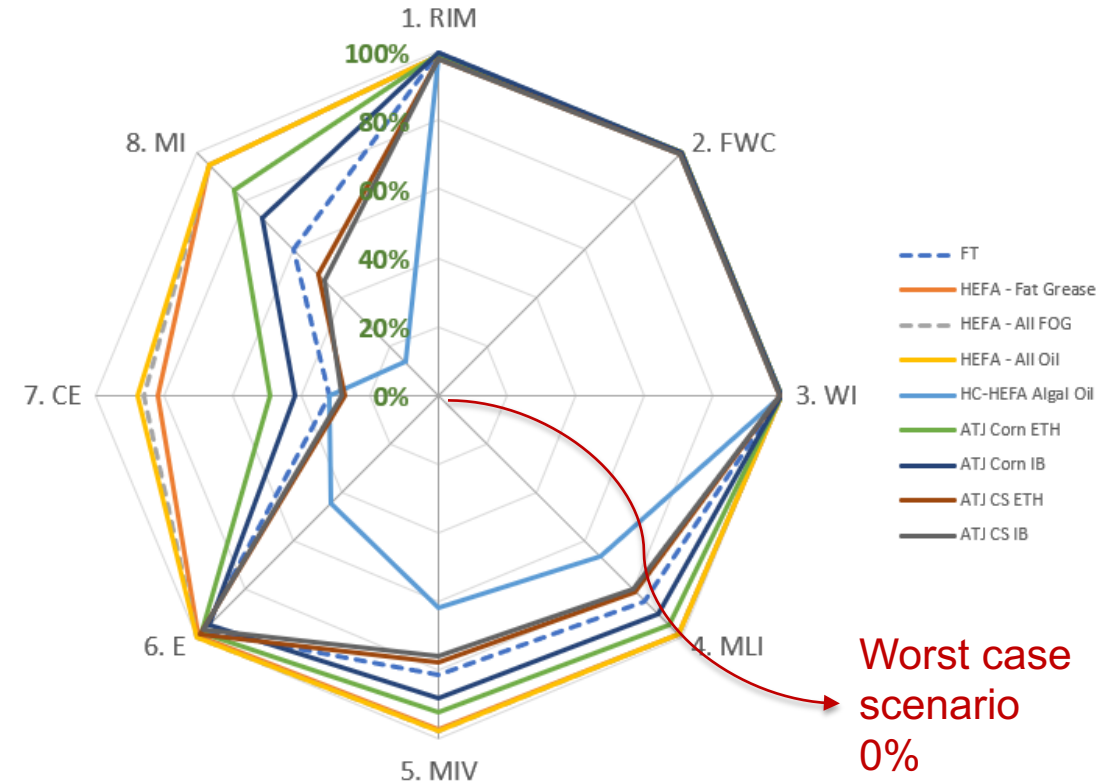 1. RIM
100%
80%
60%
40%
20%
0%
2. FWC
3. WI
4. MLI
5. MIV
6. E
7. CE
8. MI
FT
HEFA - Fat Grease
HEFA - All FOG
HEFA - All Oil
HC-HEFA Algal Oil
ATJ Corn ETH
ATJ Corn IB
ATJ CS ETH
ATJ CS IB
Worst case
scenario
0%